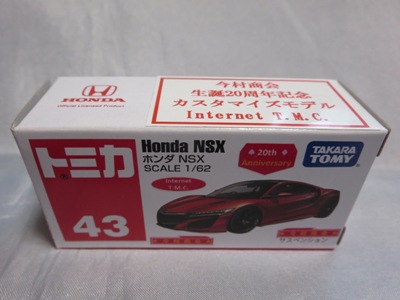 HONDA
Official Licensed Product
今村商会
生誕20周年記念
カスタマイズモデル
Internet T.M.C.
トミカ
Honda NSX
ホンダ NSX
SCALE 1/62
Internet
T.M.C.
20th
Anniversary
TAKARA
TOMY
43
サスペンション